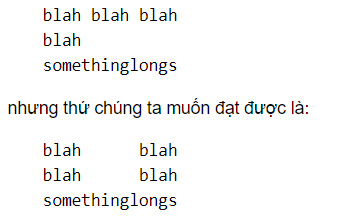 blah blah blah
blah
somethinglongs
nhưng thứ chúng ta muốn đạt được là:
blah      blah
blah      blah
somethinglongs